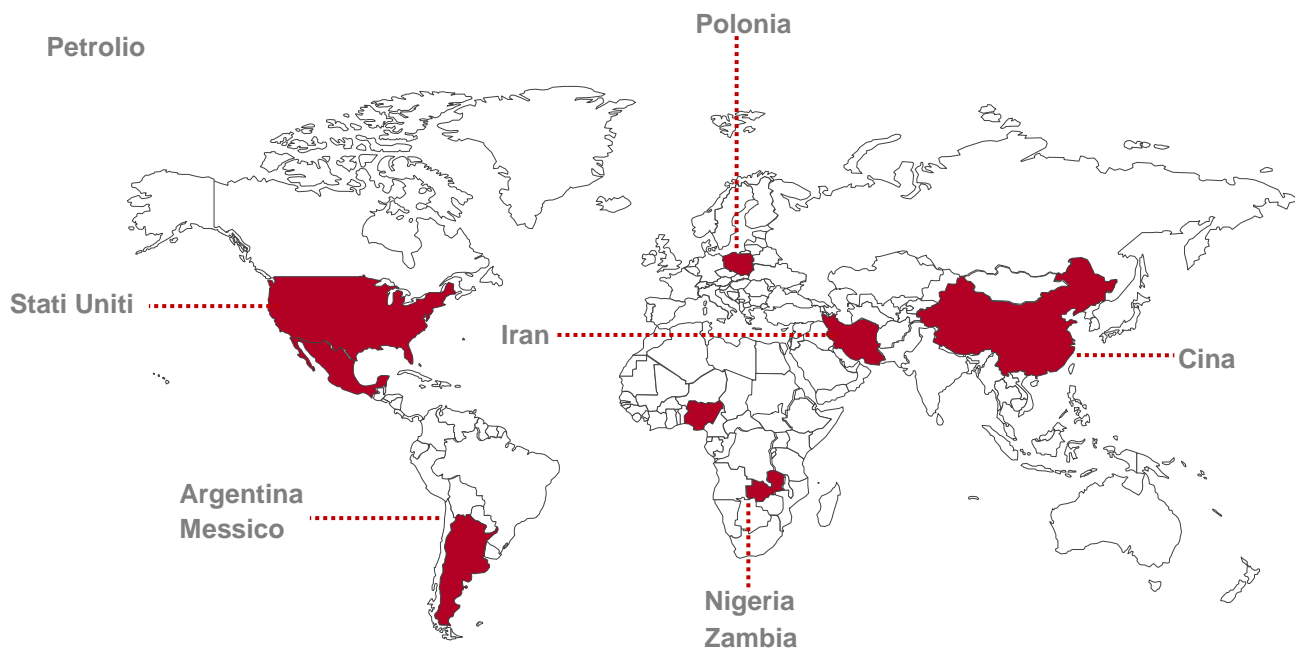 Petrolio
Polonia
Stati Uniti
Iran
Cina
Argentina
Messico
Nigeria
Zambia